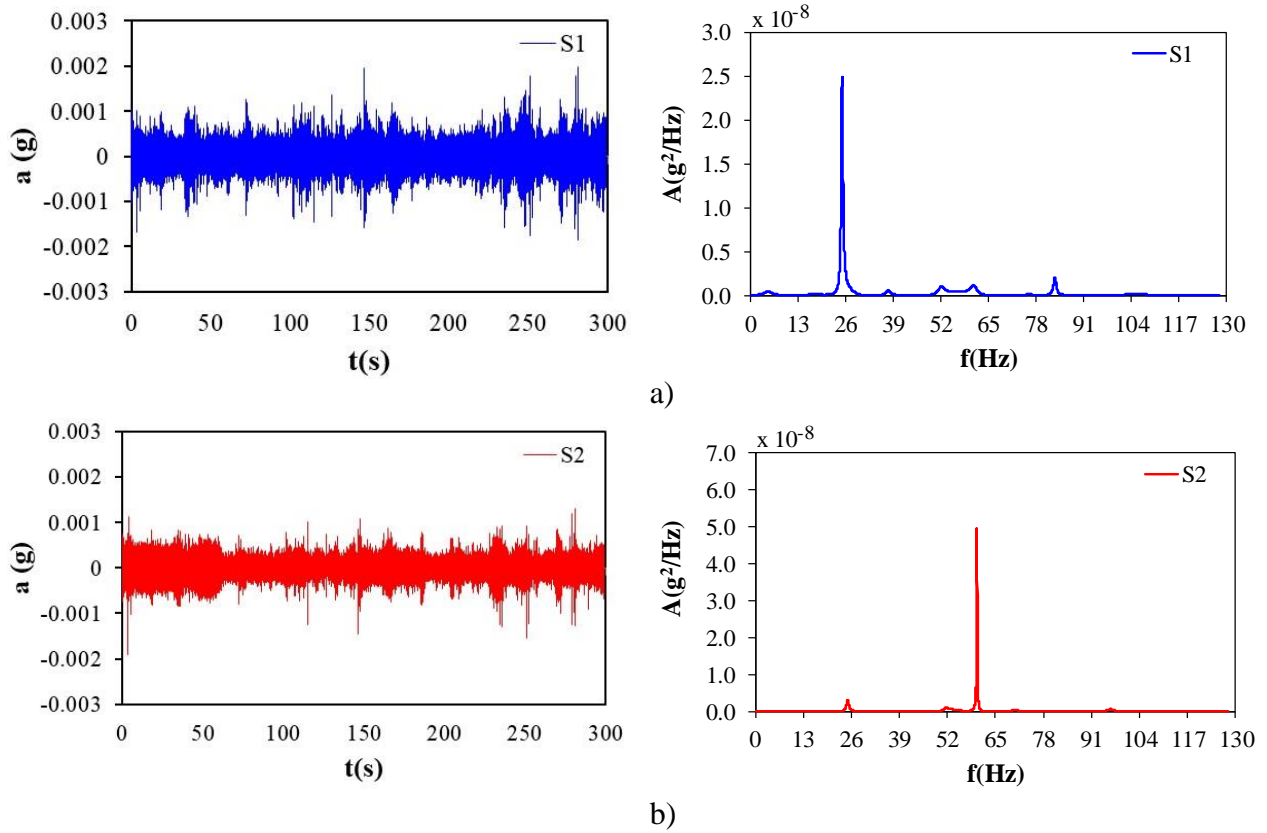 0.003
0.002
0.001
0
-0.001
-0.002
-0.003
a (g)
S1
0 50 100 150 200 250 300
t(s)
x 10-8
3.0
2.5
2.0
1.5
1.0
0.5
0.0
A(g²/Hz)
S1
0 13 26 39 52 65 78 91 104 117 130
f(Hz)
a)
0.003
0.002
0.001
0
-0.001
-0.002
-0.003
a (g)
S2
0 50 100 150 200 250 300
t(s)
x 10-8
7.0
6.0
5.0
4.0
3.0
2.0
1.0
0.0
A(g²/Hz)
S2
0 13 26 39 52 65 78 91 104 117 130
f(Hz)
b)